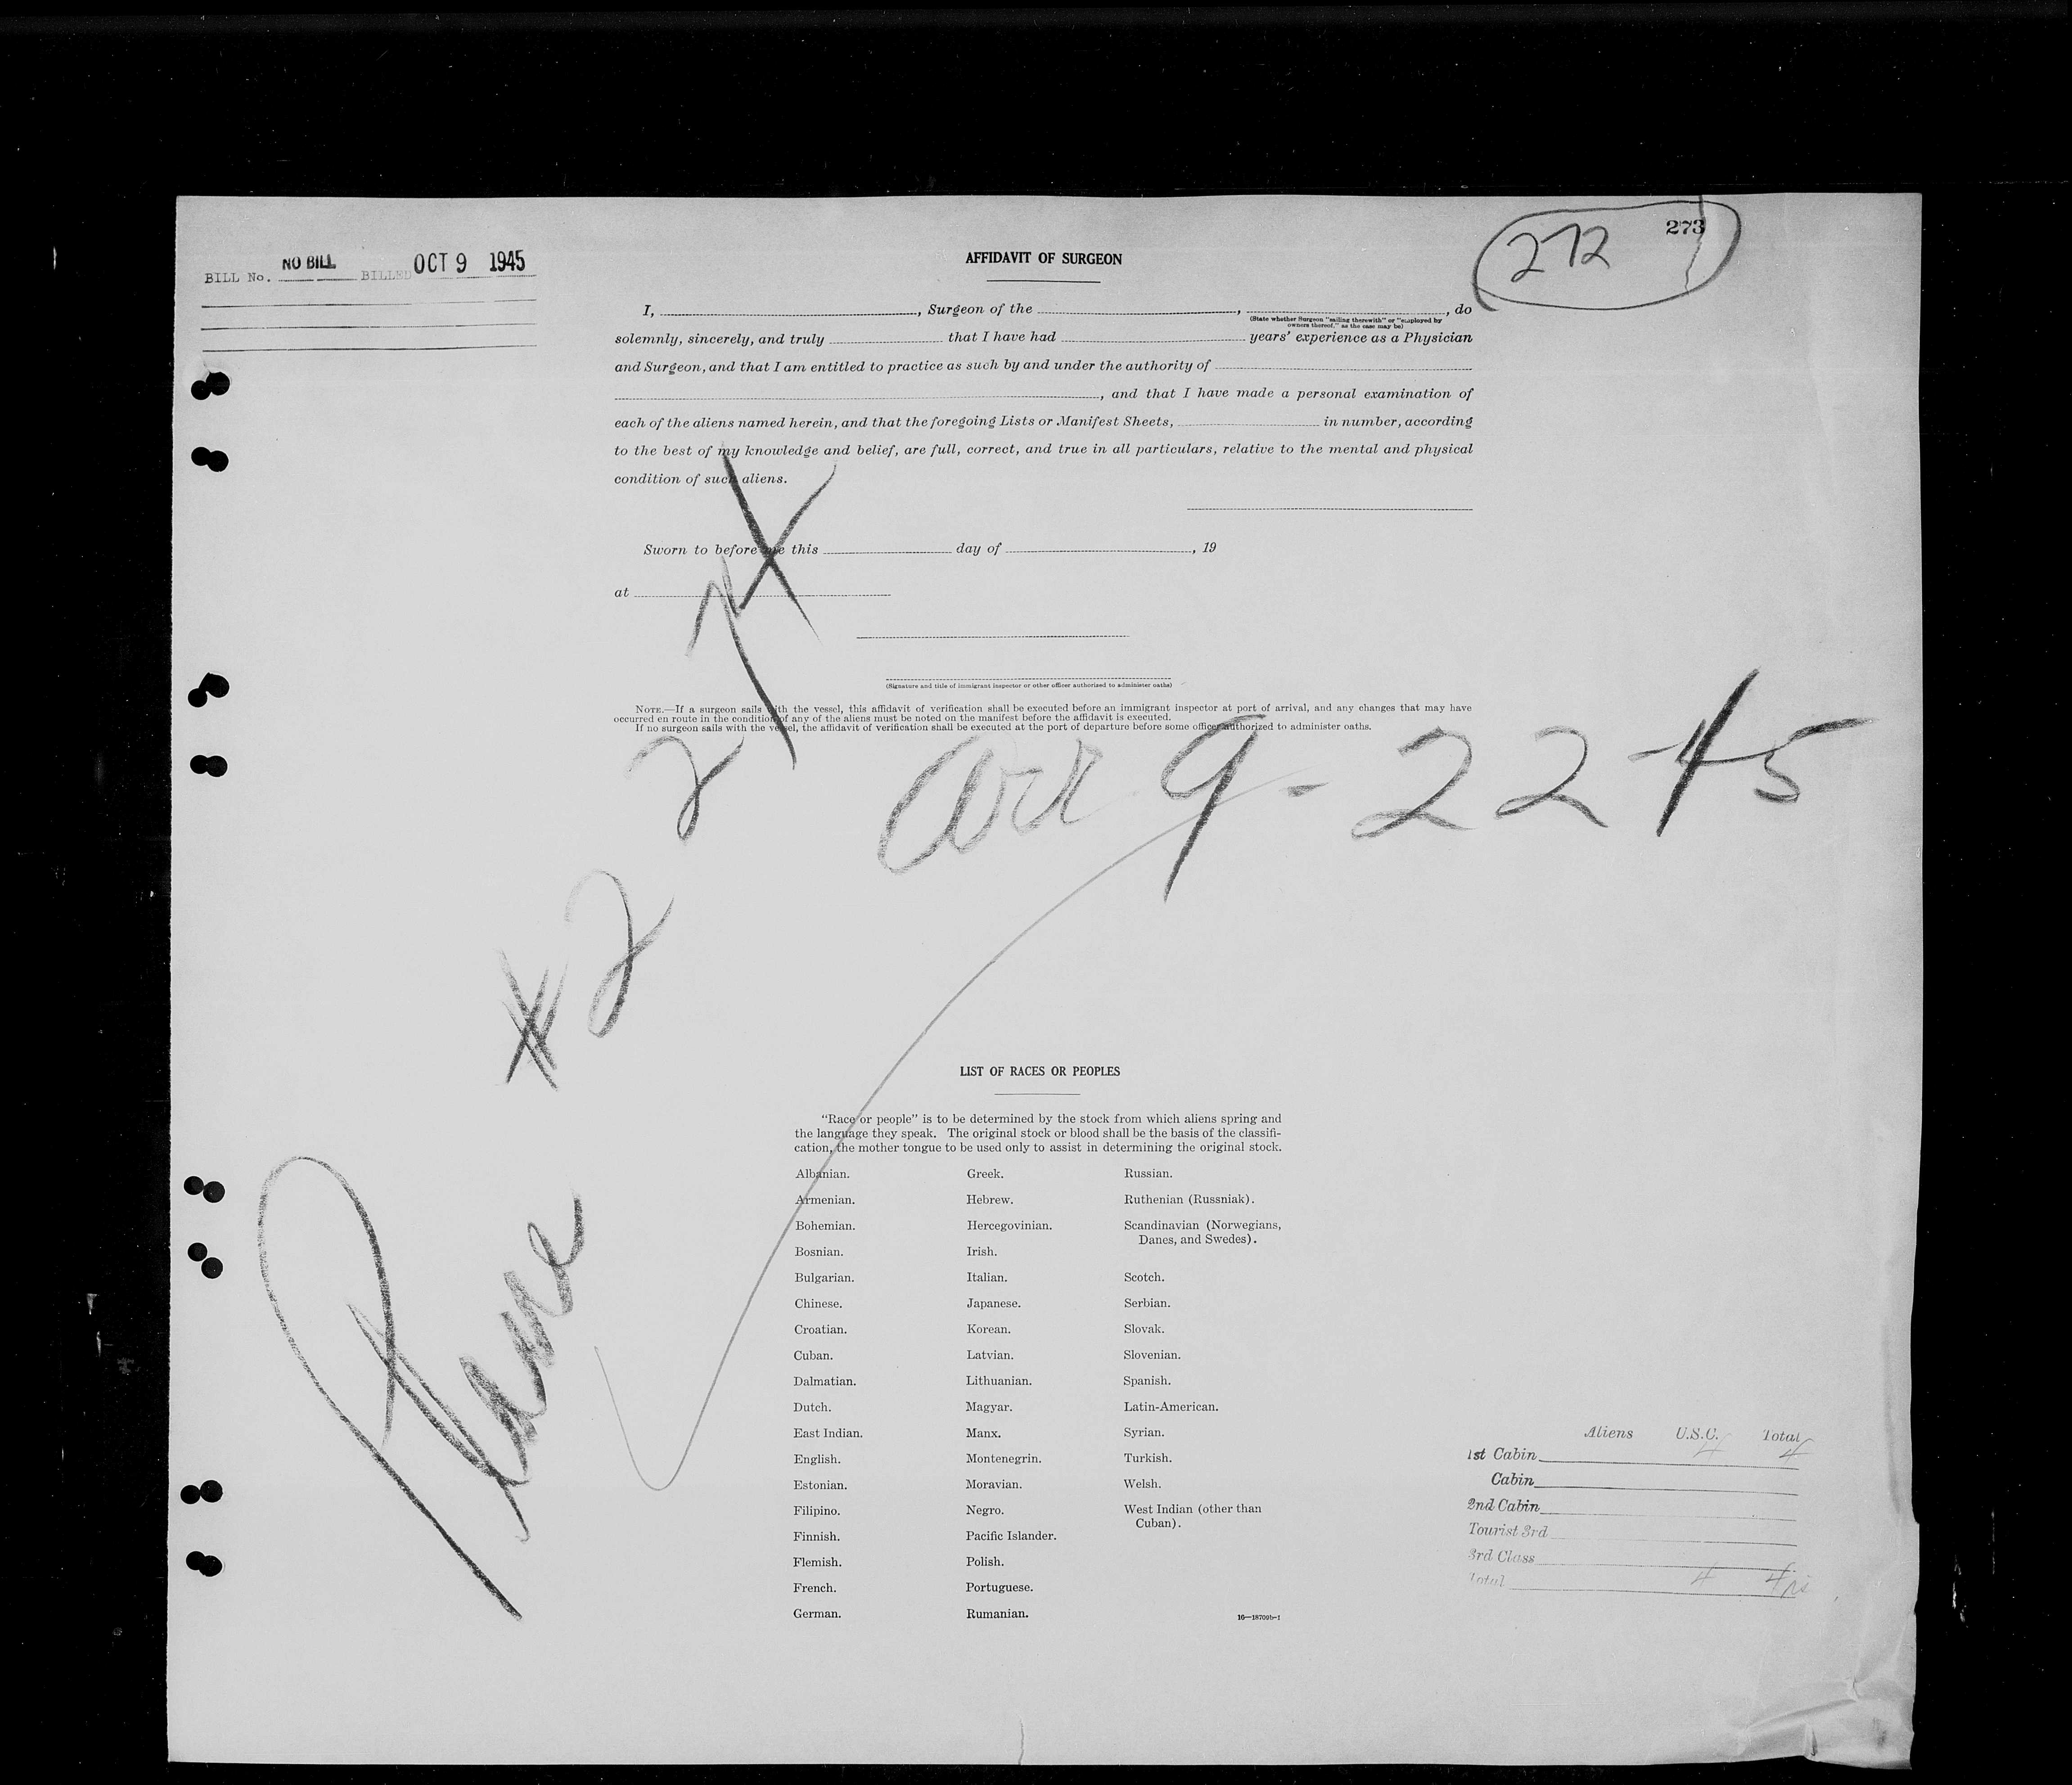 273
272
BILL No. NO BILL BILLED OCT 9 1945
AFFIDAVIT OF SURGEON
I, , Surgeon of the , , do
(State whether Surgeon "sailing therewith" or "employed by
owners thereof," as the case may be)
solemnly, sincerely, and truly that I have had years' experience as a Physician
and Surgeon, and that I am entitled to practice as such by and under the authority of
, and that I have made a personal examination of
each of the aliens named herein, and that the foregoing Lists or Manifest Sheets, in number, according
to the best of my knowledge and belief, are full, correct, and true in all particulars, relative to the mental and physical
condition of such aliens.
Sworn to before me this day of , 19
at
(Signature and title of immigrant inspector or other officer authorized to administer oaths)
NOTE.—If a surgeon sails with the vessel, this affidavit of verification shall be executed before an immigrant inspector at port of arrival, and any changes that may have
occurred en route in the condition of any of the aliens must be noted on the manifest before the affidavit is executed.
If no surgeon sails with the vessel, the affidavit of verification shall be executed at the port of departure before some officer authorized to administer oaths.
arr 9-22-45
Plane #227X
LIST OF RACES OR PEOPLES
"Race or people" is to be determined by the stock from which aliens spring and
the language they speak. The original stock or blood shall be the basis of the classifi-
cation, the mother tongue to be used only to assist in determining the original stock.
Albanian. Greek. Russian.
Armenian. Hebrew. Ruthenian (Russniak).
Bohemian. Hercegovinian. Scandinavian (Norwegians,
Danes, and Swedes).
Bosnian. Irish.
Bulgarian. Italian. Scotch.
Chinese. Japanese. Serbian.
Croatian. Korean. Slovak.
Cuban. Latvian. Slovenian.
Dalmatian. Lithuanian. Spanish.
Dutch. Magyar. Latin-American.
East Indian. Manx. Syrian.
English. Montenegrin. Turkish.
Estonian. Moravian. Welsh.
Filipino. Negro. West Indian (other than
Cuban).
Finnish. Pacific Islander.
Flemish. Polish.
French. Portuguese.
German. Rumanian.
16—18709b-1
Aliens U.S.C. Total
1st Cabin 4 4
Cabin
2nd Cabin
Tourist 3rd
3rd Class
Total 4 4